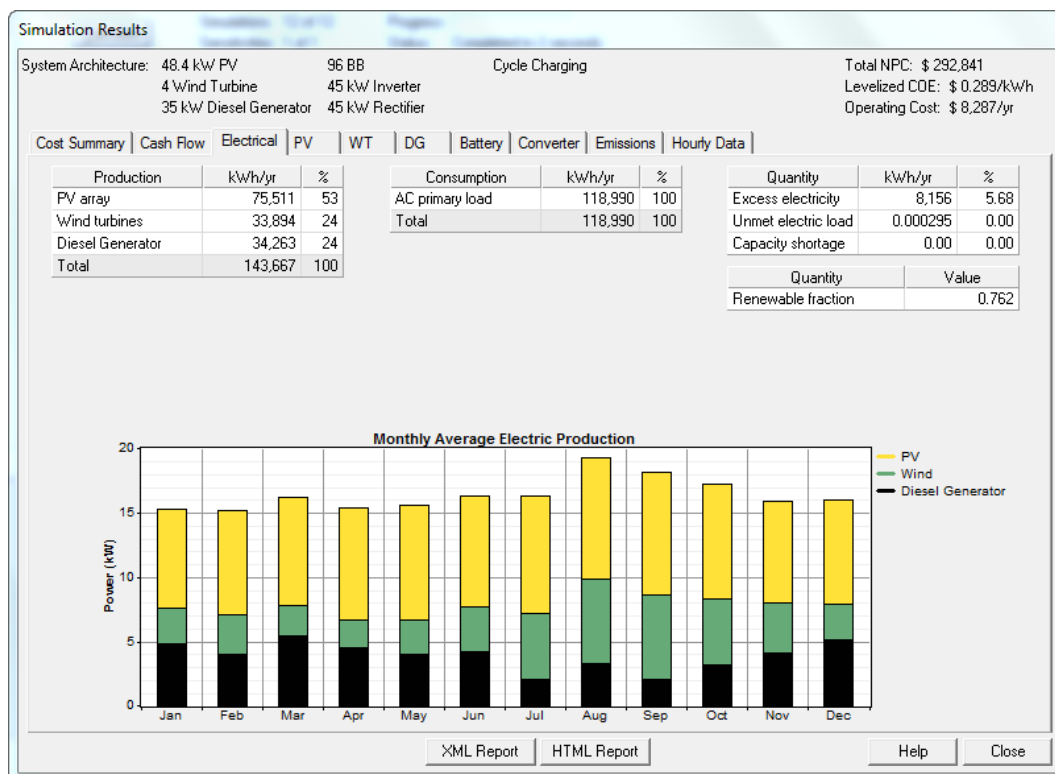 Simulation Results
System Architecture: 48.4 kW PV 96 BB Cycle Charging Total NPC: $ 292,841
4 Wind Turbine 45 kW Inverter Levelized COE: $ 0.289/kWh
35 kW Diesel Generator 45 kW Rectifier Operating Cost: $ 8,287/yr
Cost Summary Cash Flow Electrical PV WT DG Battery Converter Emissions Hourly Data
Production kWh/yr % Consumption kWh/yr % Quantity kWh/yr %
PV array 75,511 53 AC primary load 118,990 100 Excess electricity 8,156 5.68
Wind turbines 33,894 24 Total 118,990 100 Unmet electric load 0.000295 0.00
Diesel Generator 34,263 24 Capacity shortage 0.00 0.00
Total 143,667 100
Quantity Value
Renewable fraction 0.762
Monthly Average Electric Production
20
15
10
5
0
Power (kW)
PV
Wind
Diesel Generator
Jan Feb Mar Apr May Jun Jul Aug Sep Oct Nov Dec
XML Report HTML Report Help Close